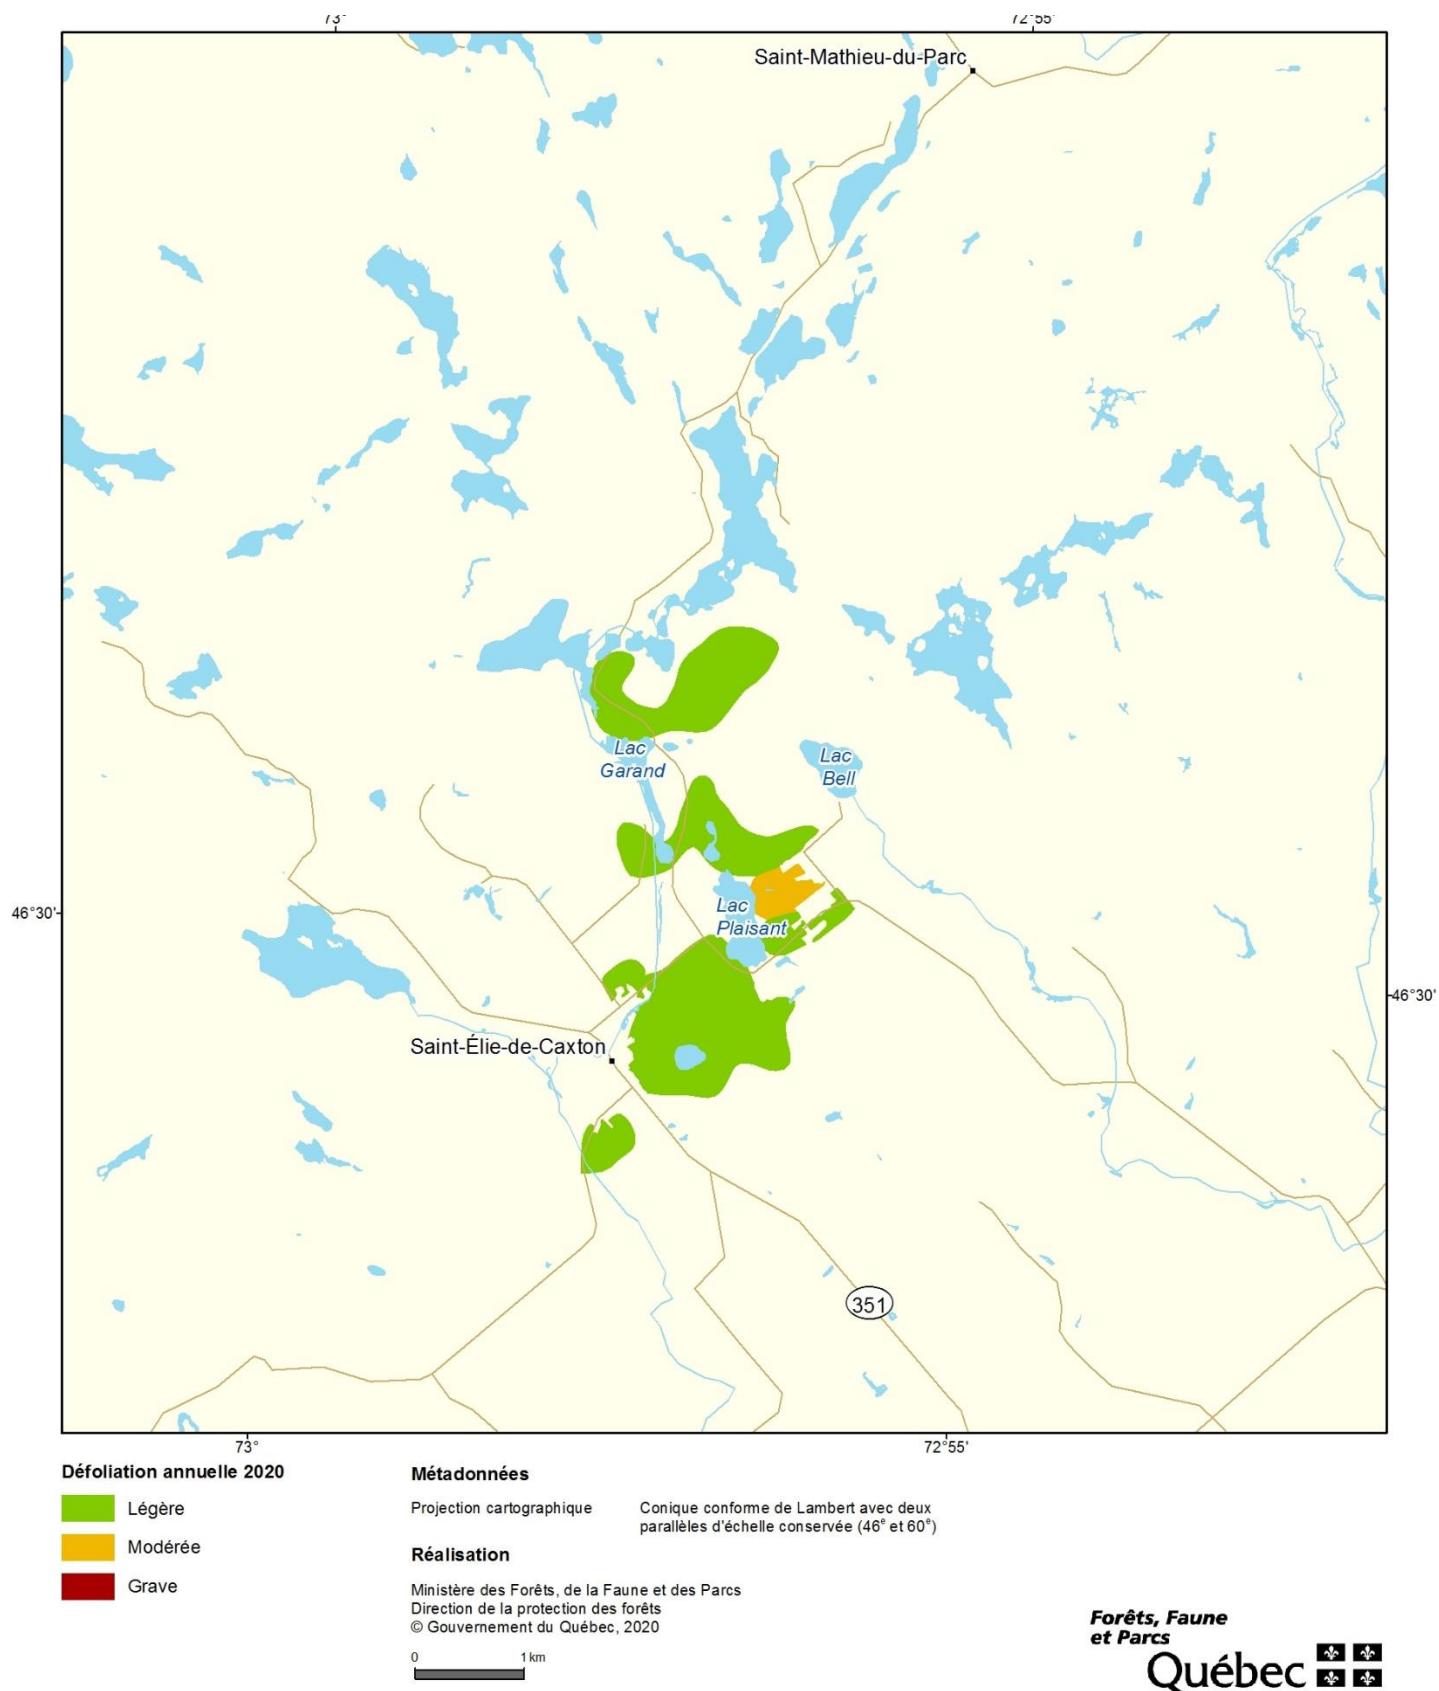 73°
72°55'
Saint-Mathieu-du-Parc
Lac
Garand
Lac
Bell
46°30'
Lac
Plaisant
46°30'
Saint-Élie-de-Caxton
351
73°
72°55'
Défoliation annuelle 2020
Légère
Modérée
Grave
Métadonnées
Projection cartographique
Conique conforme de Lambert avec deux
parallèles d'échelle conservée (46e et 60e)
Réalisation
Ministère des Forêts, de la Faune et des Parcs
Direction de la protection des forêts
© Gouvernement du Québec, 2020
0 1 km
Forêts, Faune
et Parcs
Québec